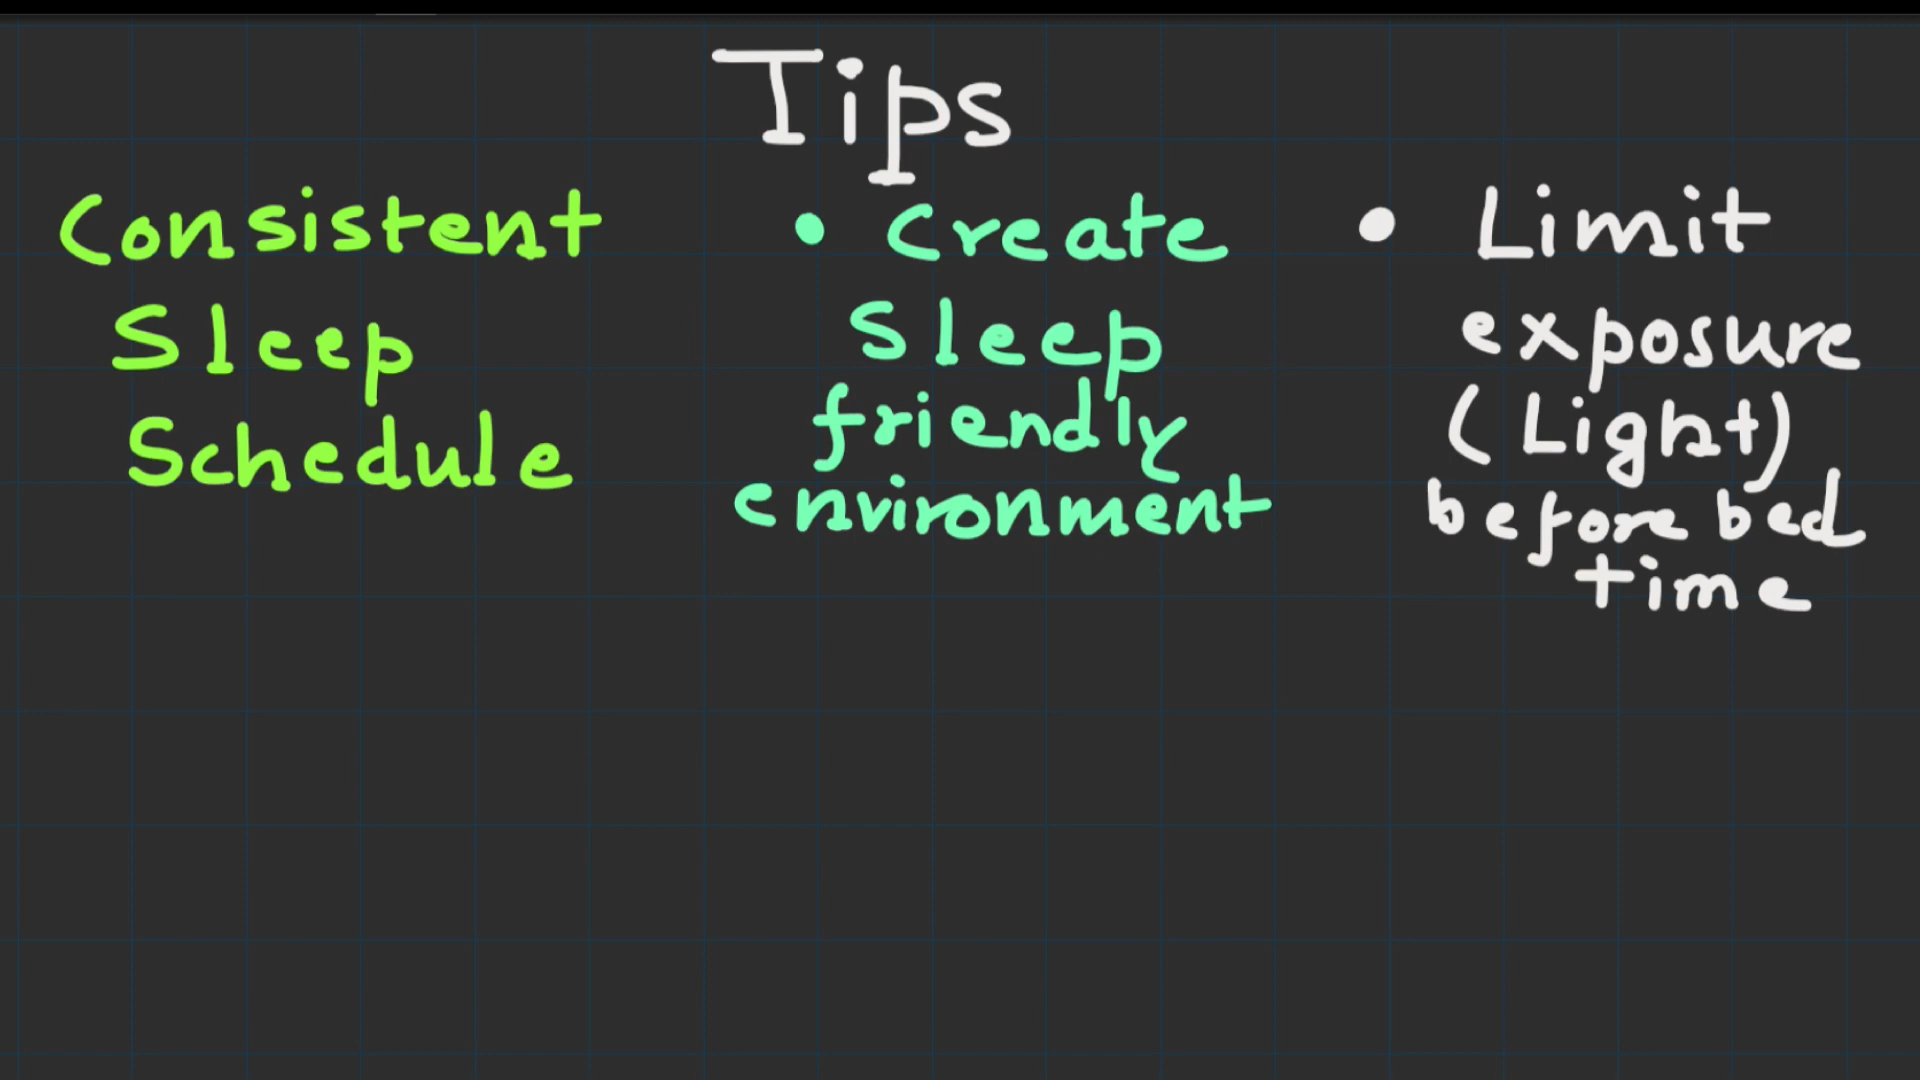 Tips
Consistent
Sleep
Schedule
• Create
Sleep
friendly
environment
• Limit
exposure
(Light)
before bed
time